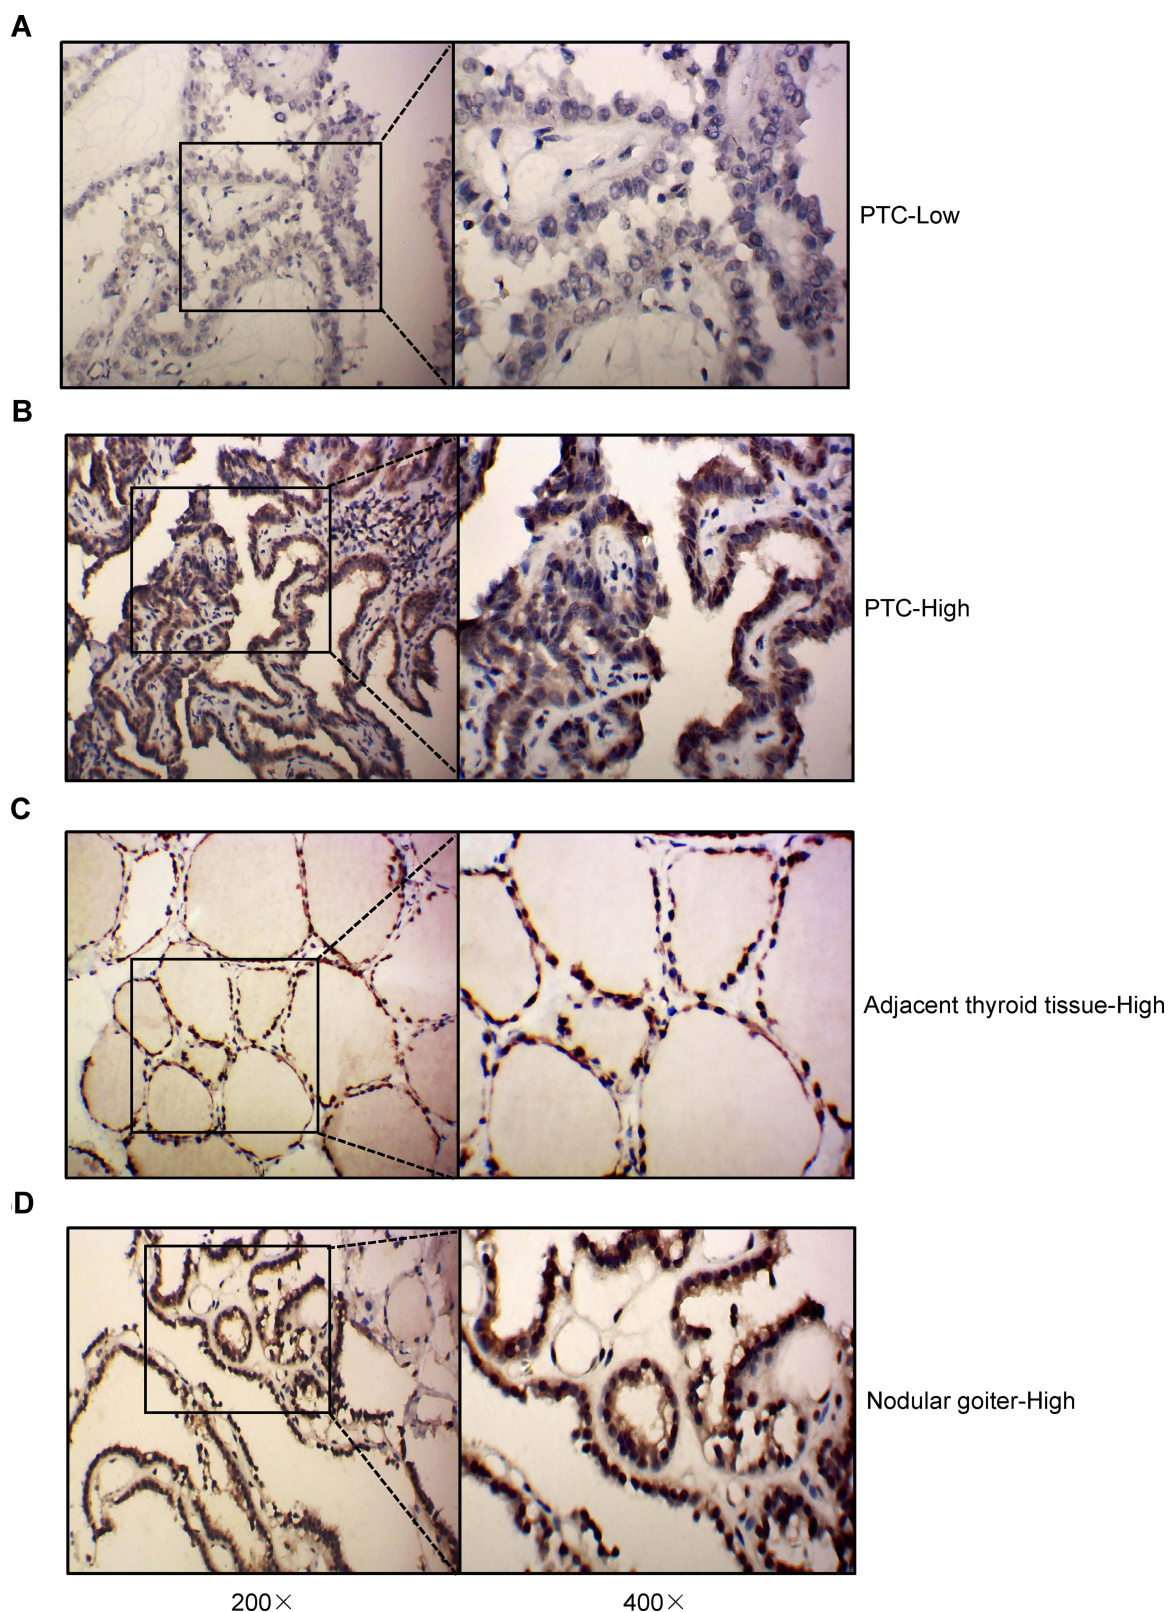 A
PTC-Low
B
PTC-High
C
Adjacent thyroid tissue-High
D
Nodular goiter-High
200×
400×